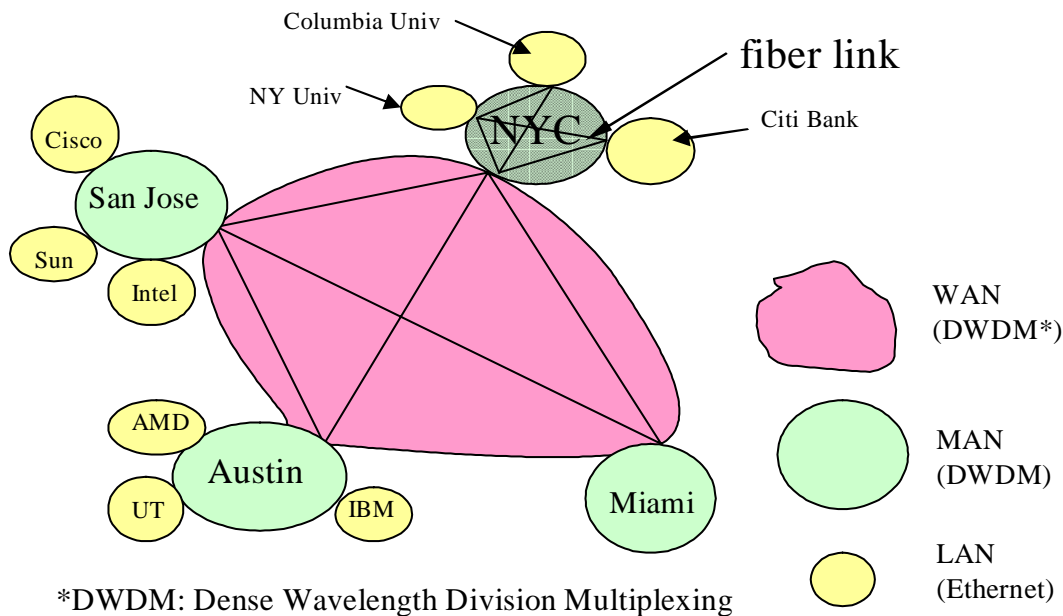 Columbia Univ
fiber link
NY Univ
NYC
Citi Bank
Cisco
San Jose
Sun
Intel
WAN
(DWDM*)
AMD
Austin
UT
IBM
Miami
MAN
(DWDM)
LAN
(Ethernet)
*DWDM: Dense Wavelength Division Multiplexing